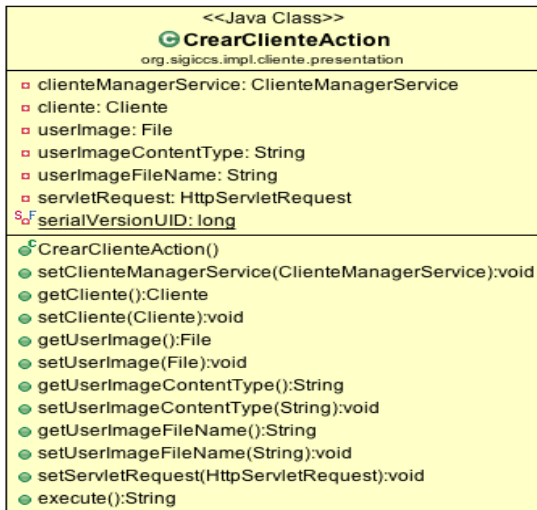 <<Java Class>>
C CrearClienteAction
org.sigiccs.impl.cliente.presentation
clienteManagerService: ClienteManagerService
cliente: Cliente
userImage: File
userImageContentType: String
userImageFileName: String
servletRequest: HttpServletRequest
S F serialVersionUID: long
C CrearClienteAction()
setClienteManagerService(ClienteManagerService):void
getCliente():Cliente
setCliente(Cliente):void
getUserImage():File
setUserImage(File):void
getUserImageContentType():String
setUserImageContentType(String):void
getUserImageFileName():String
setUserImageFileName(String):void
setServletRequest(HttpServletRequest):void
execute():String